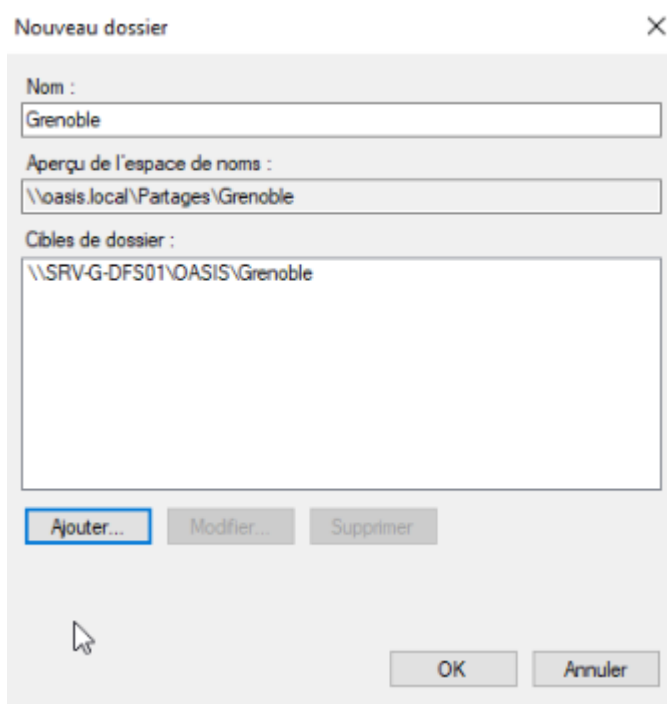 Nouveau dossier
Nom :
Grenoble
Aperçu de l'espace de noms :
\\oasis.local\Partages\Grenoble
Cibles de dossier :
\\SRV-G-DFS01\OASIS\Grenoble
Ajouter... Modifier... Supprimer
OK Annuler